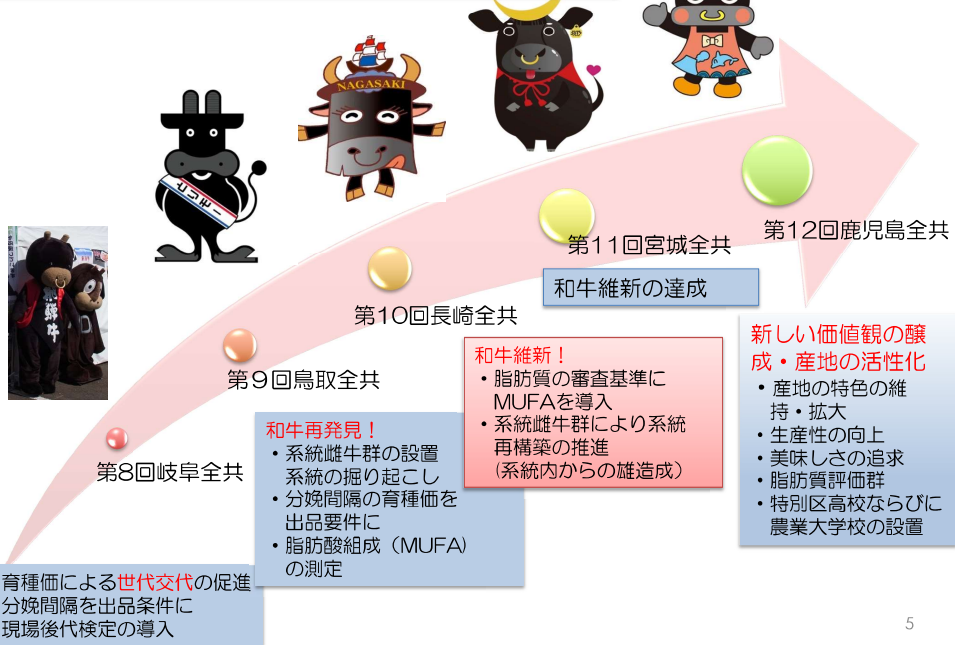 NAGASAKI
とっとりー
飛騨牛
第12回鹿児島全共
第11回宮城全共
和牛維新の達成
第10回長崎全共
第9回鳥取全共
第8回岐阜全共
育種価による世代交代の促進
分娩間隔を出品条件に
現場後代検定の導入
和牛再発見！
・系統雌牛群の設置
系統の掘り起こし
・分娩間隔の育種価を
出品要件に
・脂肪酸組成（MUFA)
の測定
和牛維新！
・脂肪質の審査基準に
MUFAを導入
・系統雌牛群により系統
再構築の推進
(系統内からの雄造成）
新しい価値観の醸
成・産地の活性化
・産地の特色の維
持・拡大
・生産性の向上
・美味しさの追求
・脂肪質評価群
・特別区高校ならびに
農業大学校の設置
5